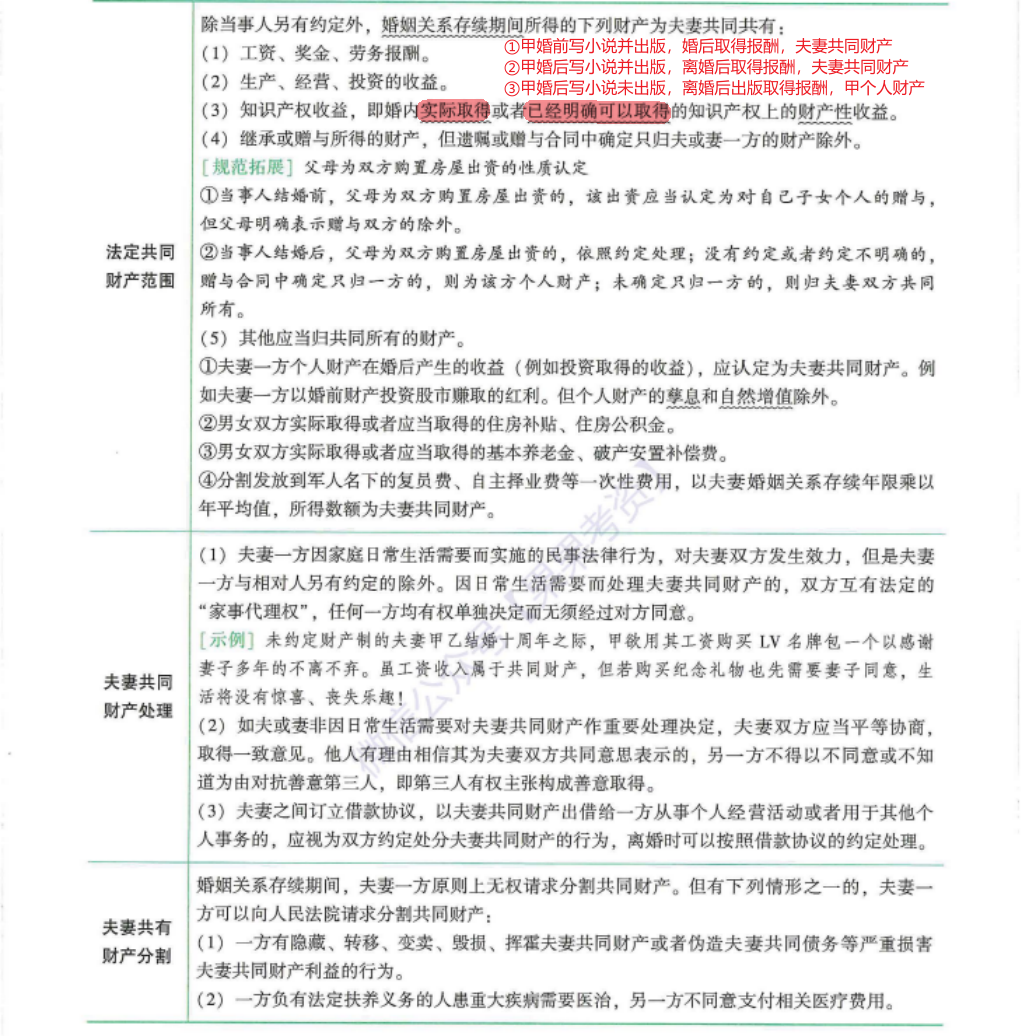 除当事人另有约定外，婚姻关系存续期间所得的下列财产为夫妻共同共有：
（1）工资、奖金、劳务报酬。
①甲婚前写小说并出版，婚后取得报酬，夫妻共同财产
②甲婚后写小说并出版，离婚后取得报酬，夫妻共同财产
③甲婚后写小说未出版，离婚后出版取得报酬，甲个人财产
（2）生产、经营、投资的收益。
（3）知识产权收益，即婚内实际取得或者已经明确可以取得的知识产权上的财产性收益。
（4）继承或赠与所得的财产，但遗嘱或赠与合同中确定只归夫或妻一方的财产除外。
［规范拓展］父母为双方购置房屋出资的性质认定
①当事人结婚前，父母为双方购置房屋出资的，该出资应当认定为对自己子女个人的赠与，
但父母明确表示赠与双方的除外。
法定共同
财产范围
②当事人结婚后，父母为双方购置房屋出资的，依照约定处理；没有约定或者约定不明确的，
赠与合同中确定只归一方的，则为该方个人财产；未确定只归一方的，则归夫妻双方共同
所有。
（5）其他应当归共同所有的财产。
①夫妻一方个人财产在婚后产生的收益（例如投资取得的收益），应认定为夫妻共同财产。例
如夫妻一方以婚前财产投资股市赚取的红利。但个人财产的孳息和自然增值除外。
②男女双方实际取得或者应当取得的住房补贴、住房公积金。
③男女双方实际取得或者应当取得的基本养老金、破产安置补偿费。
④分割发放到军人名下的复员费、自主择业费等一次性费用，以夫妻婚姻关系存续年限乘以
年平均值，所得数额为夫妻共同财产。
（1）夫妻一方因家庭日常生活需要而实施的民事法律行为，对夫妻双方发生效力，但是夫妻
一方与相对人另有约定的除外。因日常生活需要而处理夫妻共同财产的，双方互有法定的
“家事代理权”，任何一方均有权单独决定而无须经过对方同意。
［示例］未约定财产制的夫妻甲乙结婚十周年之际，甲欲用其工资购买 LV 名牌包一个以感谢
妻子多年的不离不弃。虽工资收入属于共同财产，但若购买纪念礼物也先需要妻子同意，生
活将没有惊喜、丧失乐趣！
夫妻共同
财产处理
（2）如夫或妻非因日常生活需要对夫妻共同财产作重要处理决定，夫妻双方应当平等协商，
取得一致意见。他人有理由相信其为夫妻双方共同意思表示的，另一方不得以不同意或不知
道为由对抗善意第三人，即第三人有权主张构成善意取得。
（3）夫妻之间订立借款协议，以夫妻共同财产出借给一方从事个人经营活动或者用于其他个
人事务的，应视为双方约定处分夫妻共同财产的行为，离婚时可以按照借款协议的约定处理。
婚姻关系存续期间，夫妻一方原则上无权请求分割共同财产。但有下列情形之一的，夫妻一
方可以向人民法院请求分割共同财产：
夫妻共有
财产分割
（1）一方有隐藏、转移、变卖、毁损、挥霍夫妻共同财产或者伪造夫妻共同债务等严重损害
夫妻共同财产利益的行为。
（2）一方负有法定扶养义务的人患重大疾病需要医治，另一方不同意支付相关医疗费用。